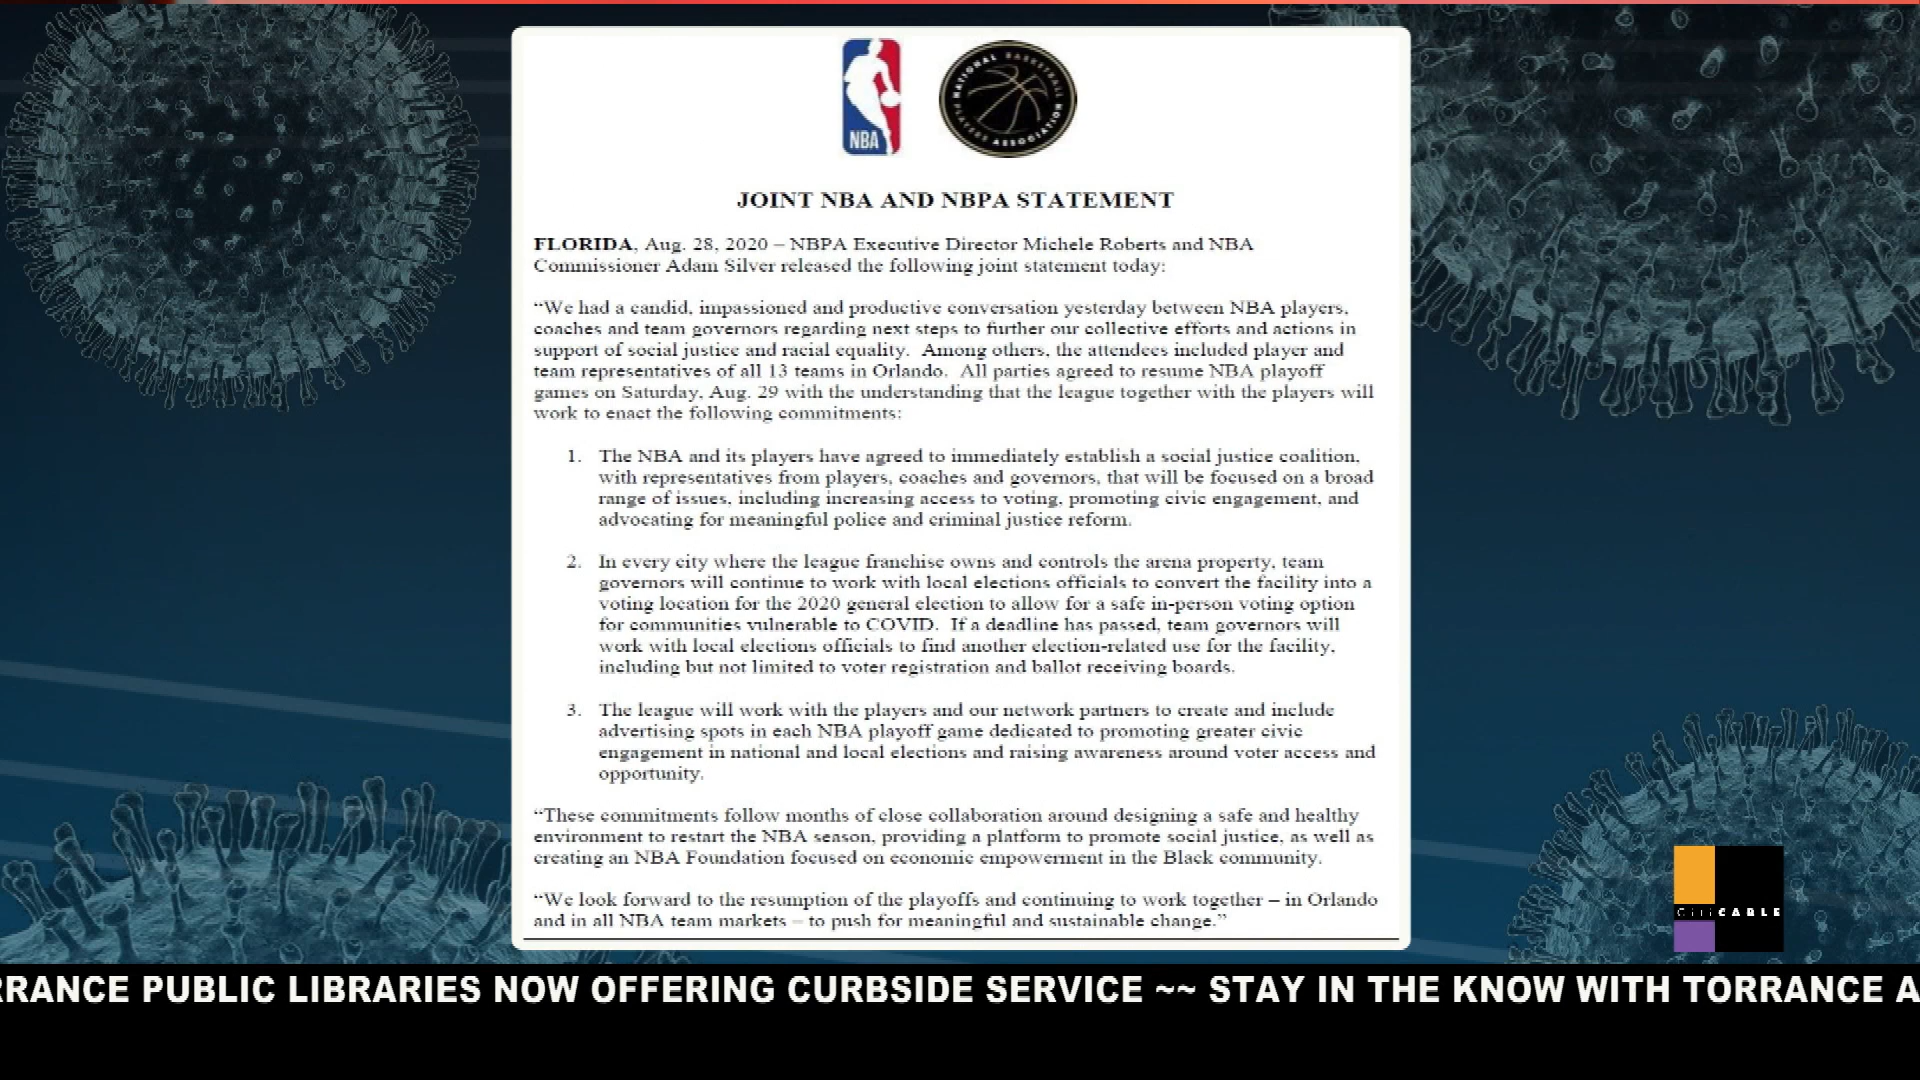 NBA
NATIONAL BASKETBALL
PLAYERS ASSOCIATION
JOINT NBA AND NBPA STATEMENT
FLORIDA, Aug. 28, 2020 – NBPA Executive Director Michele Roberts and NBA
Commissioner Adam Silver released the following joint statement today:
“We had a candid, impassioned and productive conversation yesterday between NBA players,
coaches and team governors regarding next steps to further our collective efforts and actions in
support of social justice and racial equality.  Among others, the attendees included player and
team representatives of all 13 teams in Orlando.  All parties agreed to resume NBA playoff
games on Saturday, Aug. 29 with the understanding that the league together with the players will
work to enact the following commitments:
1. The NBA and its players have agreed to immediately establish a social justice coalition,
with representatives from players, coaches and governors, that will be focused on a broad
range of issues, including increasing access to voting, promoting civic engagement, and
advocating for meaningful police and criminal justice reform.
2. In every city where the league franchise owns and controls the arena property, team
governors will continue to work with local elections officials to convert the facility into a
voting location for the 2020 general election to allow for a safe in-person voting option
for communities vulnerable to COVID.  If a deadline has passed, team governors will
work with local elections officials to find another election-related use for the facility,
including but not limited to voter registration and ballot receiving boards.
3. The league will work with the players and our network partners to create and include
advertising spots in each NBA playoff game dedicated to promoting greater civic
engagement in national and local elections and raising awareness around voter access and
opportunity.
“These commitments follow months of close collaboration around designing a safe and healthy
environment to restart the NBA season, providing a platform to promote social justice, as well as
creating an NBA Foundation focused on economic empowerment in the Black community.
“We look forward to the resumption of the playoffs and continuing to work together – in Orlando
and in all NBA team markets – to push for meaningful and sustainable change.”
CITICABLE
RRANCE PUBLIC LIBRARIES NOW OFFERING CURBSIDE SERVICE ~~ STAY IN THE KNOW WITH TORRANCE A